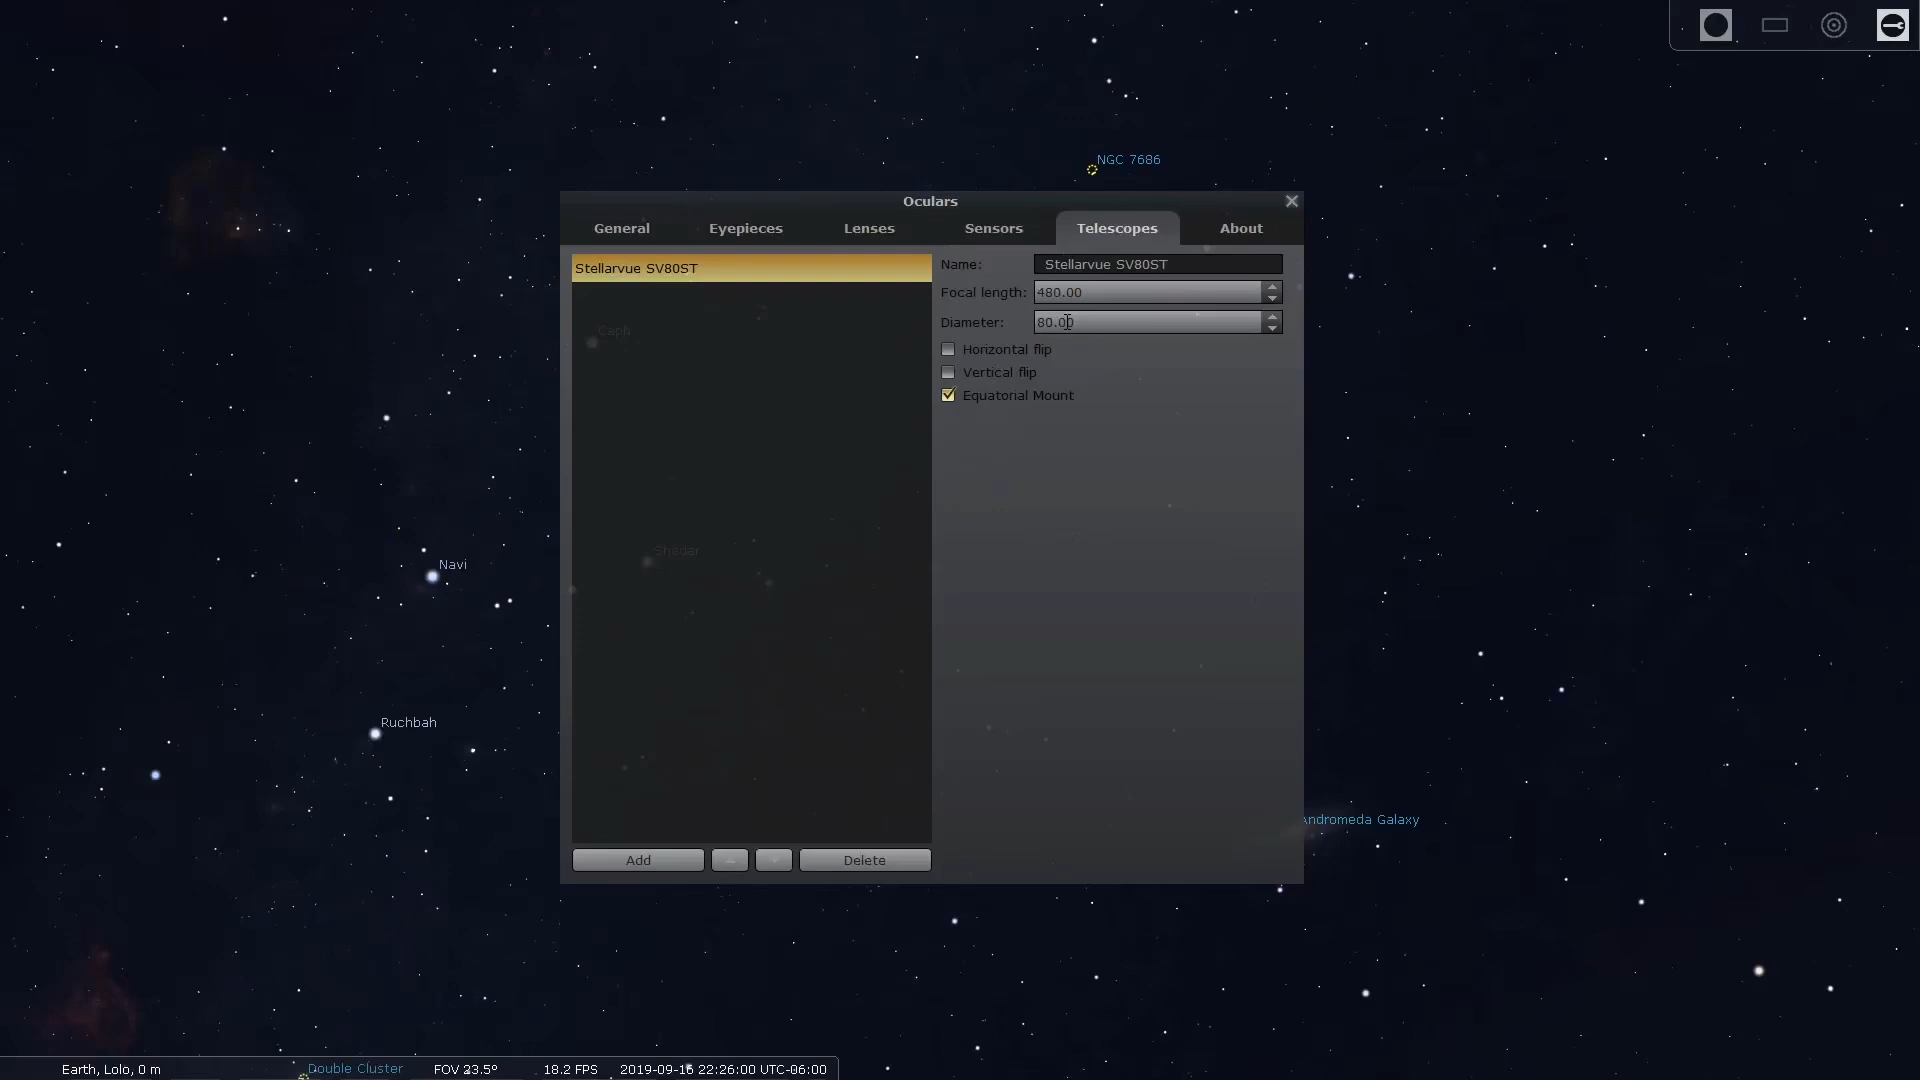 NGC 7686
Oculars
General Eyepieces Lenses Sensors Telescopes About
Stellarvue SV80ST
Name: Stellarvue SV80ST
Focal length: 480.00
Diameter: 80.00
Horizontal flip
Vertical flip
Equatorial Mount
Caph
Shedar
Navi
Ruchbah
Andromeda Galaxy
Add Delete
Earth, Lolo, 0 m Double Cluster FOV 23.5° 18.2 FPS 2019-09-16 22:26:00 UTC-06:00